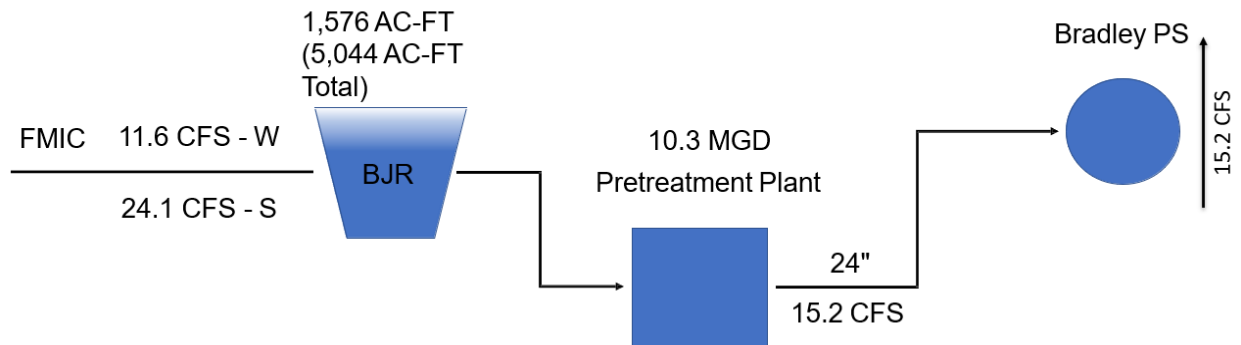 1,576 AC-FT
(5,044 AC-FT
Total)
FMIC 11.6 CFS - W
24.1 CFS - S
BJR
10.3 MGD
Pretreatment Plant
24"
15.2 CFS
Bradley PS
15.2 CFS